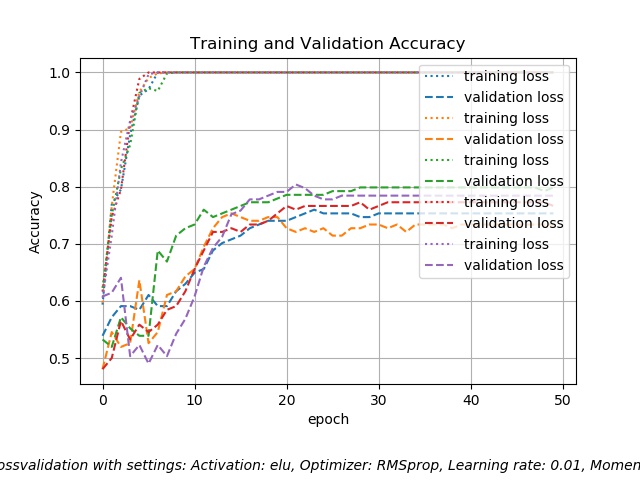 Training and Validation Accuracy
1.0
0.9
0.8
0.7
0.6
0.5
Accuracy
training loss
validation loss
training loss
validation loss
training loss
validation loss
training loss
validation loss
training loss
validation loss
0 10 20 30 40 50
epoch
ossvalidation with settings: Activation: elu, Optimizer: RMSprop, Learning rate: 0.01, Momen